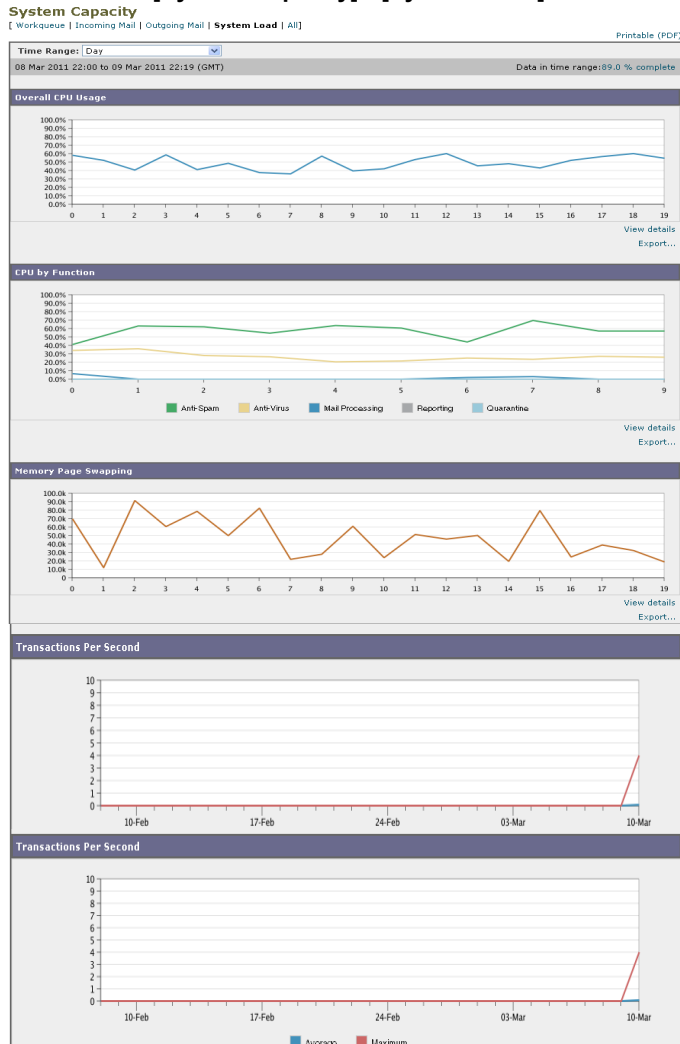 System Capacity
[ Workqueue | Incoming Mail | Outgoing Mail | System Load | All]
Printable (PDF)
Time Range: Day
08 Mar 2011 22:00 to 09 Mar 2011 22:19 (GMT) Data in time range:89.0 % complete
Overall CPU Usage
100.0%
90.0%
80.0%
70.0%
60.0%
50.0%
40.0%
30.0%
20.0%
10.0%
0.0%
0 1 2 3 4 5 6 7 8 9 10 11 12 13 14 15 16 17 18 19
View details
Export...
CPU by Function
100.0%
90.0%
80.0%
70.0%
60.0%
50.0%
40.0%
30.0%
20.0%
10.0%
0.0%
0 1 2 3 4 5 6 7 8 9
Anti-Spam Anti-Virus Mail Processing Reporting Quarantine
View details
Export...
Memory Page Swapping
100.0k
90.0k
80.0k
70.0k
60.0k
50.0k
40.0k
30.0k
20.0k
10.0k
0
0 1 2 3 4 5 6 7 8 9 10 11 12 13 14 15 16 17 18 19
View details
Export...
Transactions Per Second
10
9
8
7
6
5
4
3
2
1
0
10-Feb 17-Feb 24-Feb 03-Mar 10-Mar
Transactions Per Second
10
9
8
7
6
5
4
3
2
1
0
10-Feb 17-Feb 24-Feb 03-Mar 10-Mar
Average Maximum